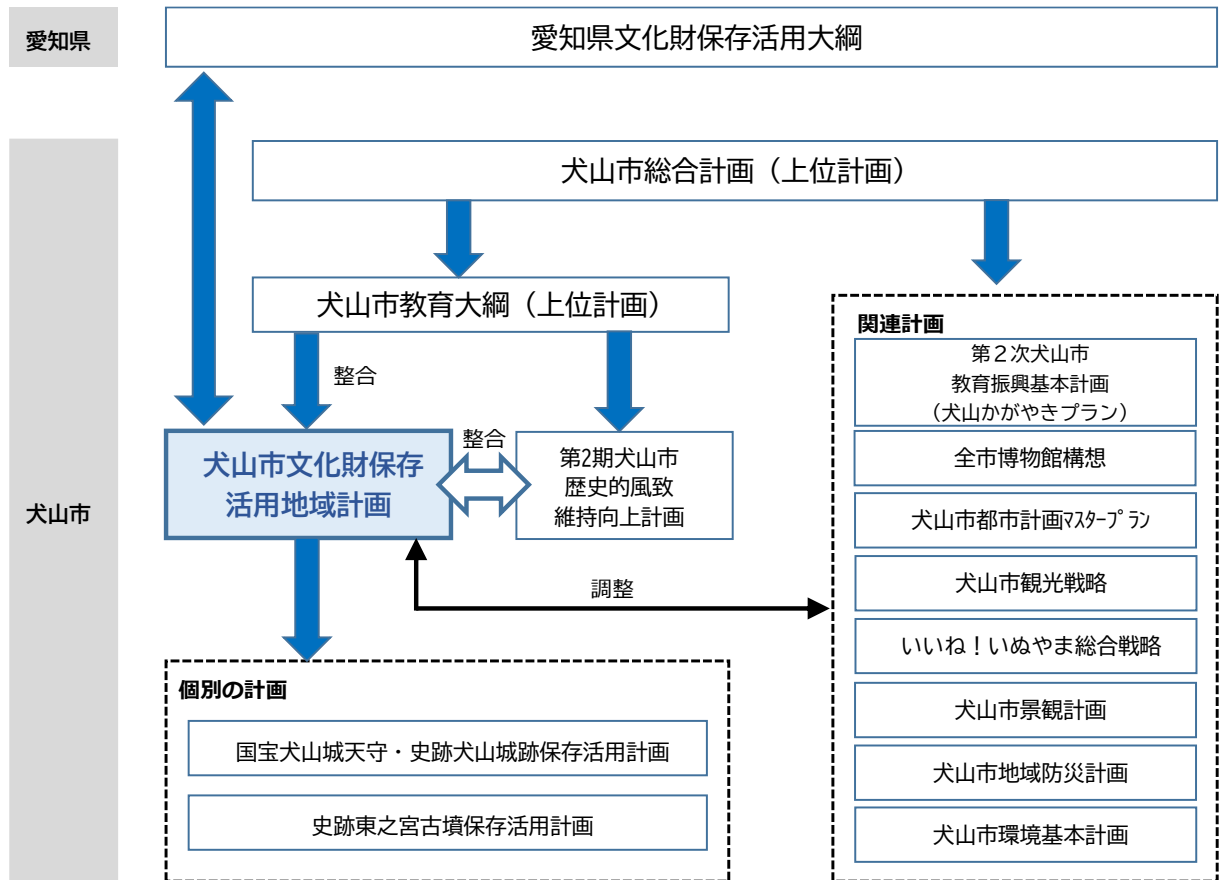 愛知県
愛知県文化財保存活用大綱
犬山市総合計画（上位計画）
犬山市教育大綱（上位計画）
整合
犬山市
犬山市文化財保存
活用地域計画
整合
第2期犬山市
歴史的風致
維持向上計画
調整
関連計画
第２次犬山市
教育振興基本計画
（犬山かがやきプラン）
全市博物館構想
犬山市都市計画ﾏｽﾀｰﾌﾟﾗﾝ
犬山市観光戦略
いいね！いぬやま総合戦略
犬山市景観計画
犬山市地域防災計画
犬山市環境基本計画
個別の計画
国宝犬山城天守・史跡犬山城跡保存活用計画
史跡東之宮古墳保存活用計画